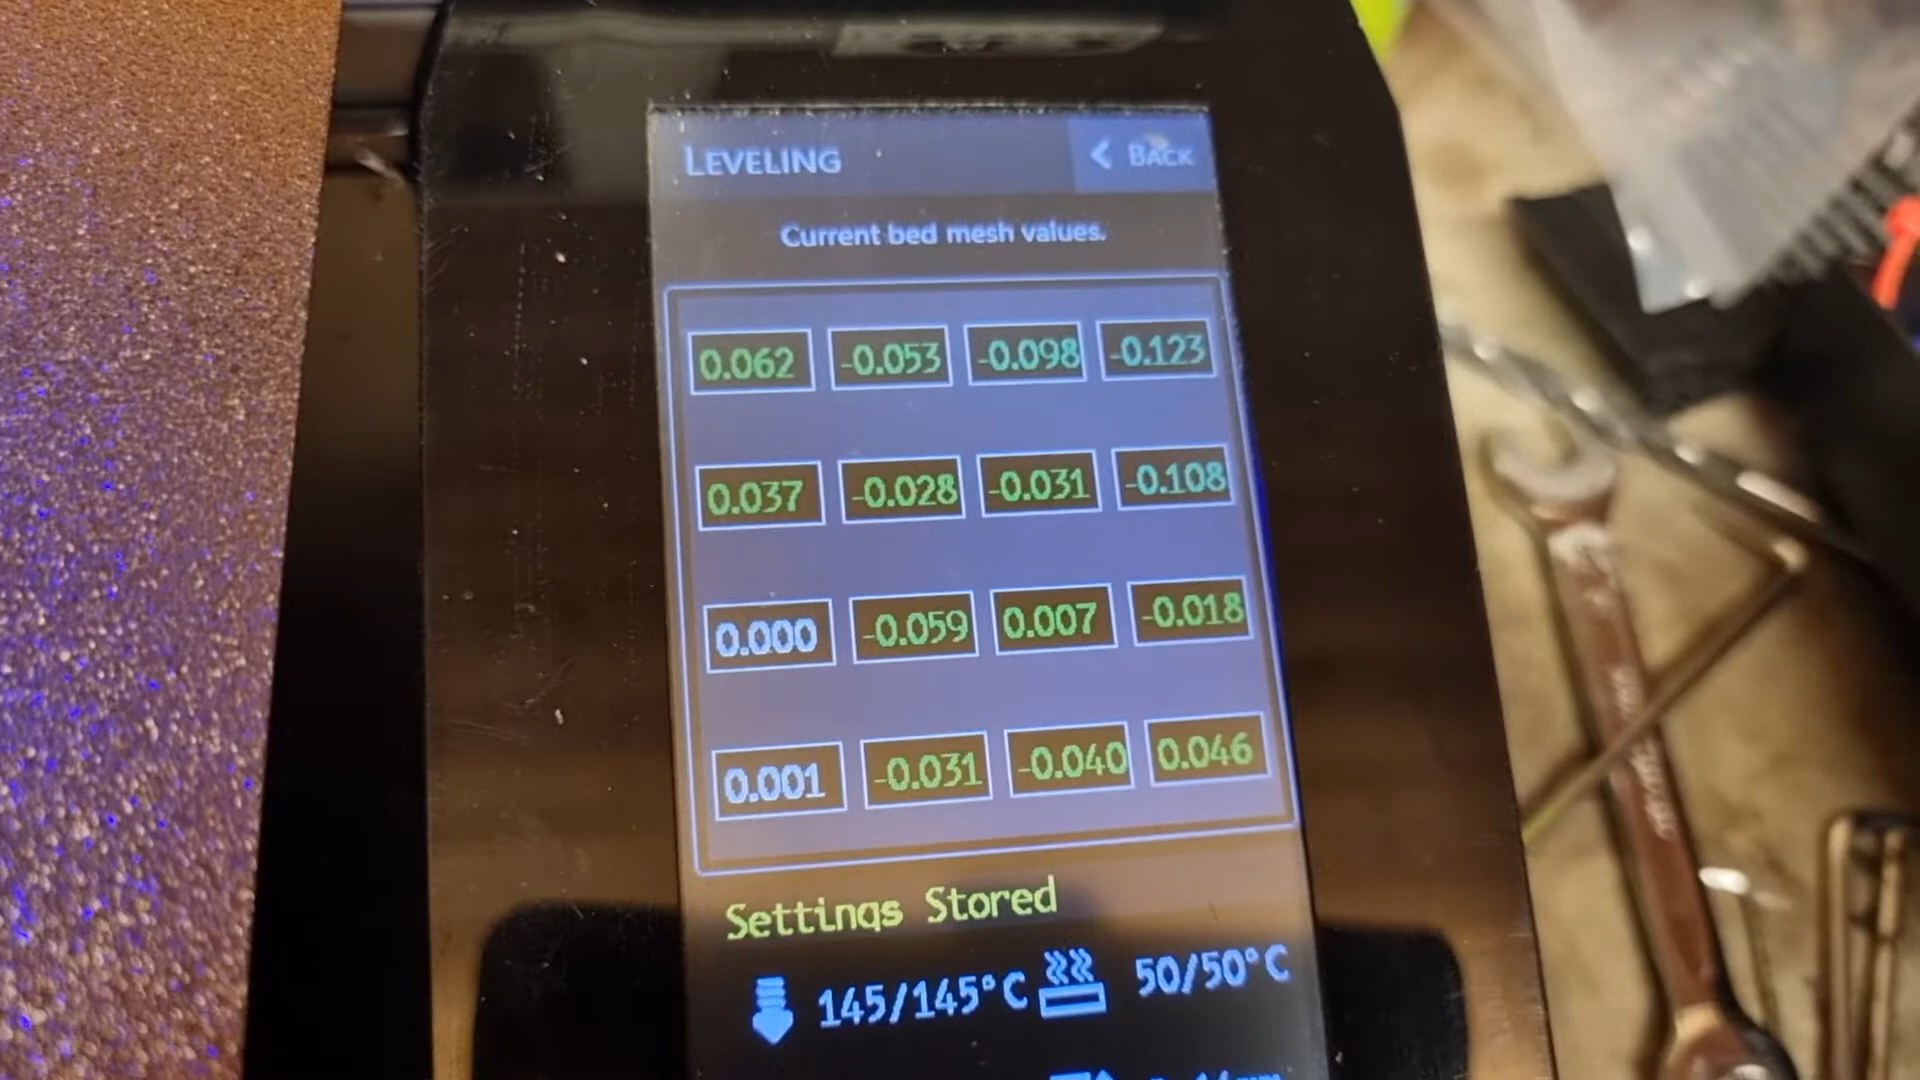 LEVELING < BACK
Current bed mesh values.
0.062 -0.053 -0.098 -0.123
0.037 -0.028 -0.031 -0.108
0.000 -0.059 0.007 -0.018
0.001 -0.031 -0.040 0.046
Settings Stored
145/145°C 50/50°C